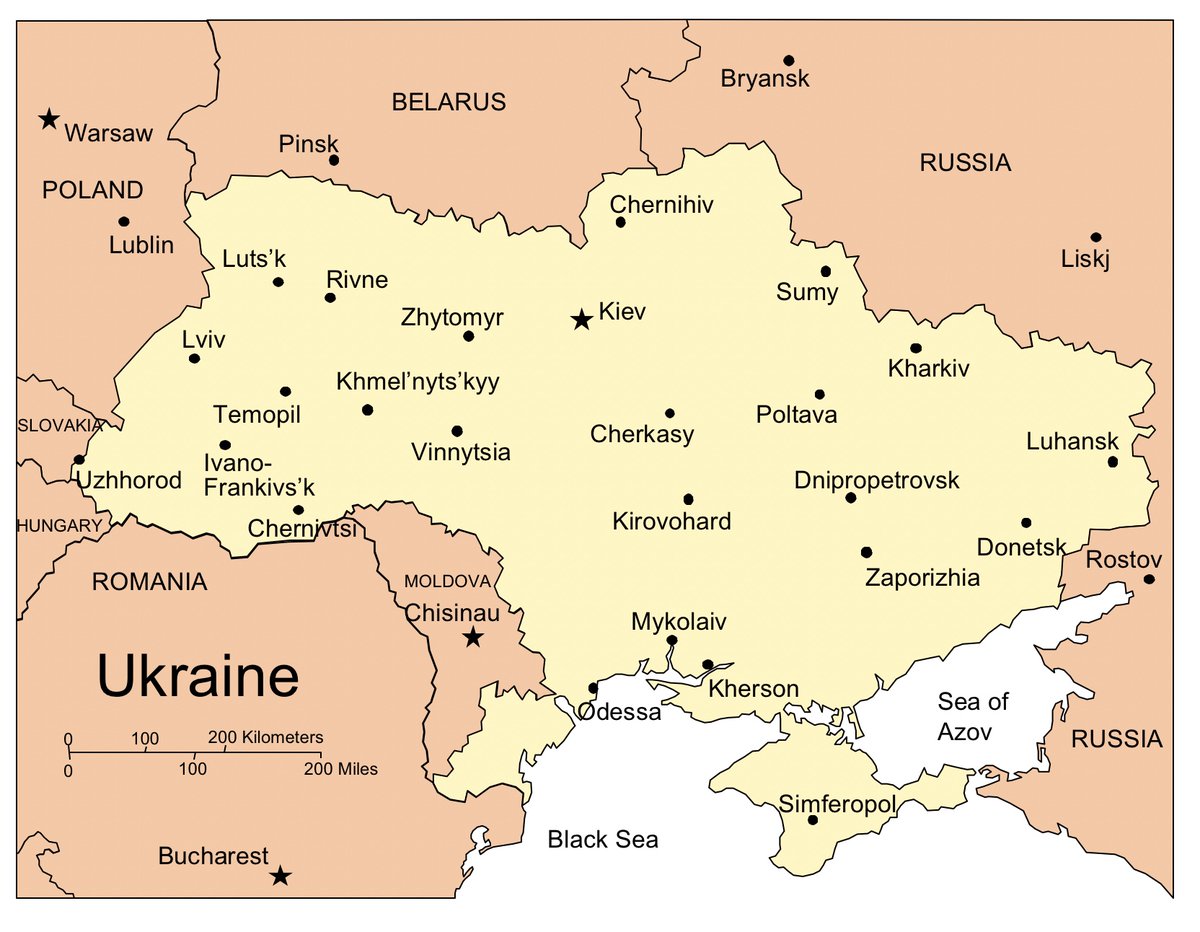 Bryansk
BELARUS
Warsaw
Pinsk
RUSSIA
POLAND
Chernihiv
Lublin
Luts’k
Liskj
Rivne
Sumy
Kiev
Zhytomyr
Lviv
Kharkiv
Khmel’nyts’kyy
Temopil
Poltava
SLOVAKIA
Cherkasy
Luhansk
Vinnytsia
Ivano-
Frankivs’k
Uzhhorod
Dnipropetrovsk
Kirovohard
HUNGARY
Chernivtsi
Donetsk
Rostov
ROMANIA
MOLDOVA
Zaporizhia
Chisinau
Mykolaiv
Ukraine
Kherson
Odessa
Sea of
Azov
RUSSIA
0 100 200 Kilometers
0 100 200 Miles
Simferopol
Black Sea
Bucharest